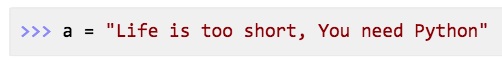 >>> a = "Life is too short, You need Python"